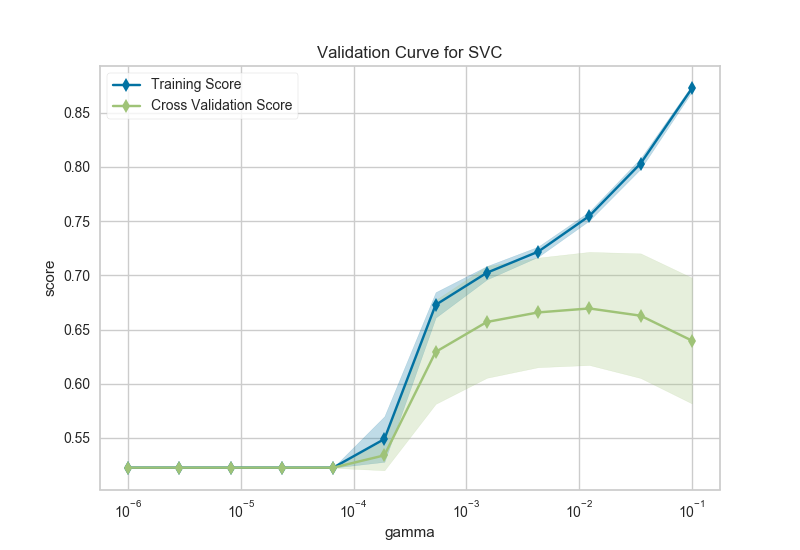 Validation Curve for SVC
Training Score
Cross Validation Score
0.85
0.80
0.75
0.70
0.65
0.60
0.55
score
10⁻⁶ 10⁻⁵ 10⁻⁴ 10⁻³ 10⁻² 10⁻¹
gamma